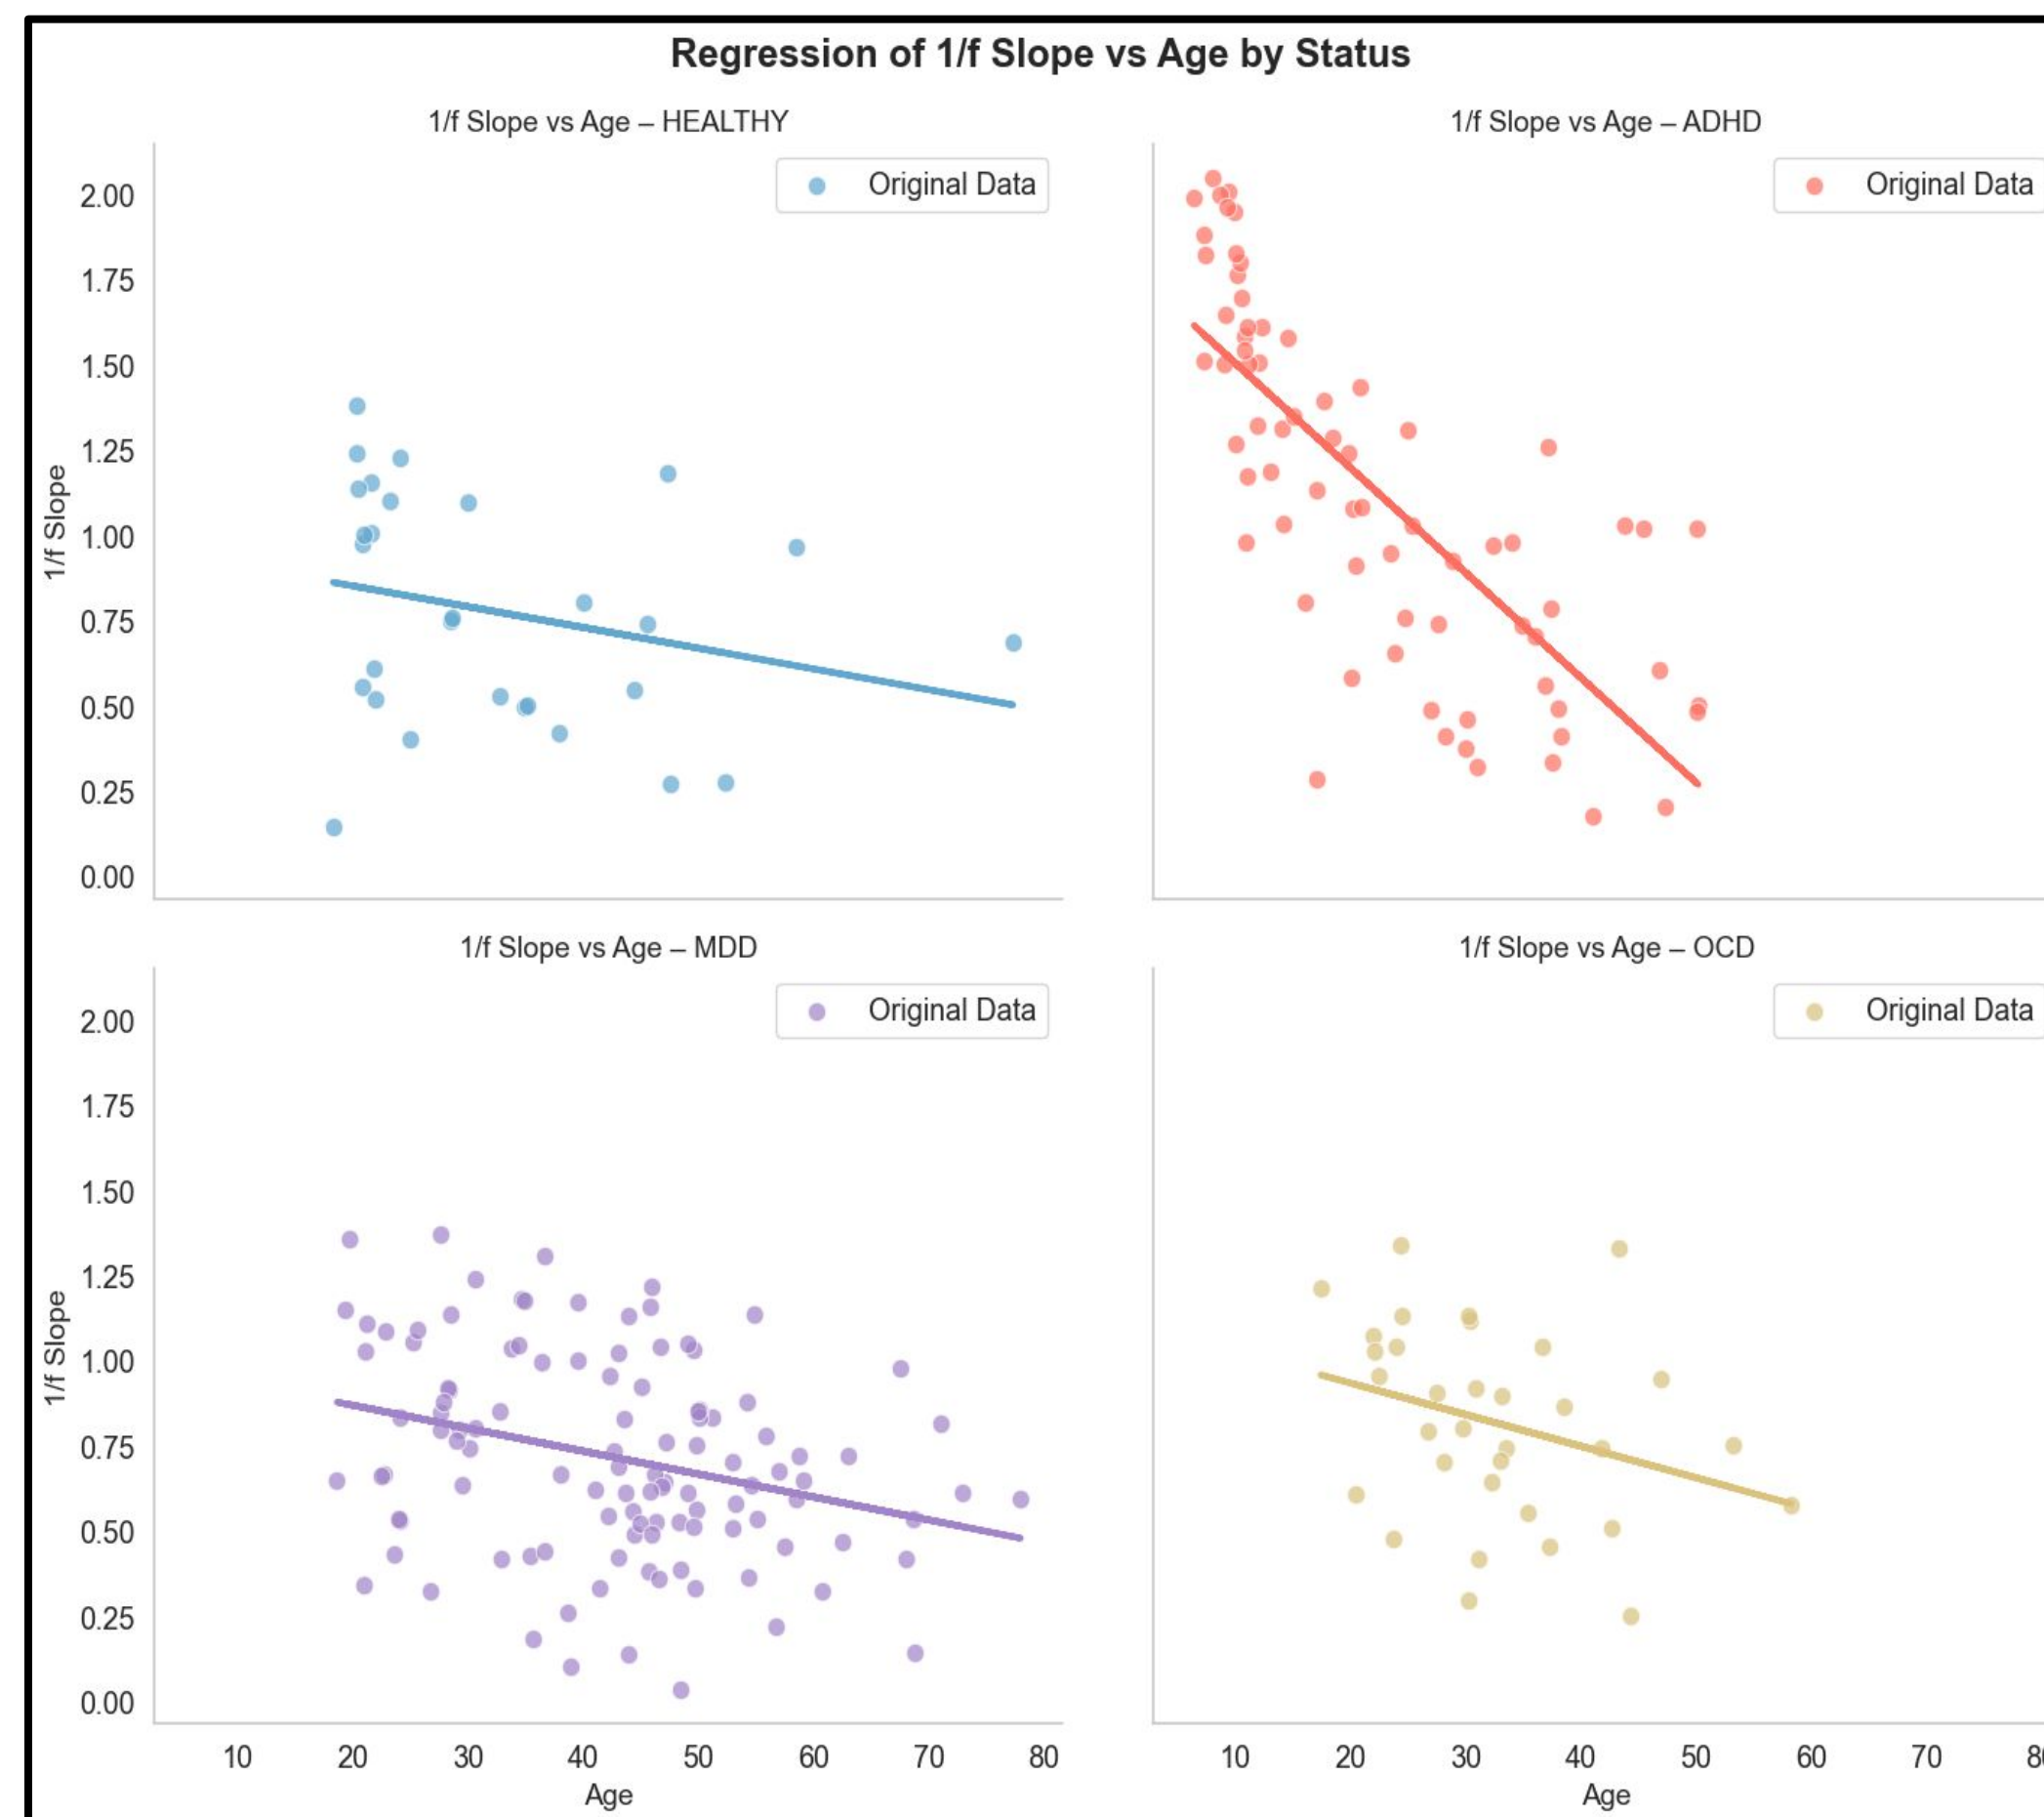 Regression of 1/f Slope vs Age by Status
1/f Slope vs Age – HEALTHY
Original Data
2.00
1.75
1.50
1.25
1.00
0.75
0.50
0.25
0.00
1/f Slope
1/f Slope vs Age – ADHD
Original Data
1/f Slope vs Age – MDD
Original Data
2.00
1.75
1.50
1.25
1.00
0.75
0.50
0.25
0.00
1/f Slope
10 20 30 40 50 60 70 80
Age
1/f Slope vs Age – OCD
Original Data
10 20 30 40 50 60 70
Age